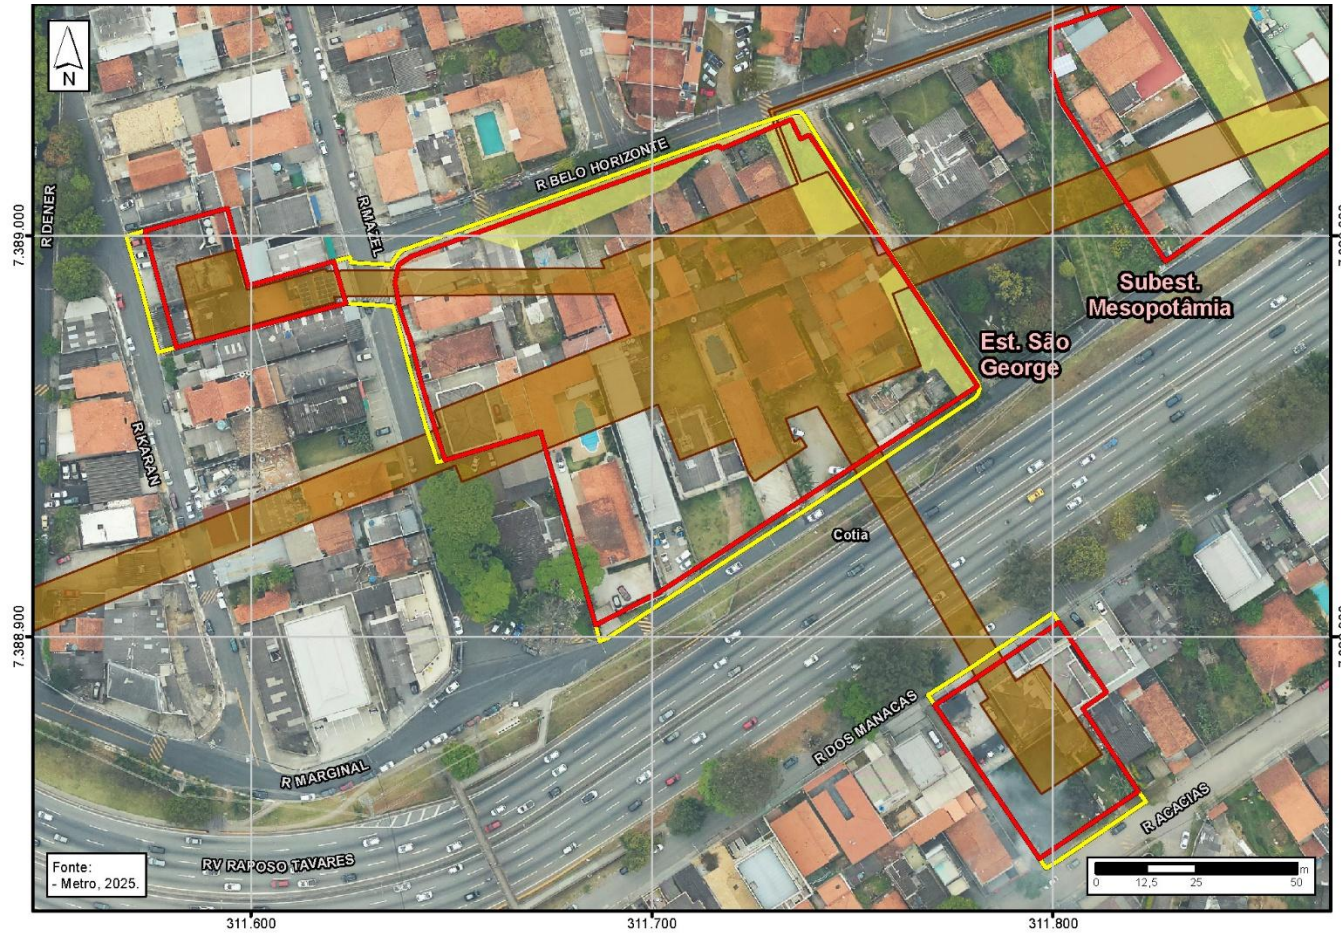 N
R BELO HORIZONTE
R DENER
R MAZEL
7.389.000
Subest.
Mesopotâmia
Est. São
George
R KARAN
Cotia
7.388.900
R DOS MANACAS
R MARGINAL
R ACACIAS
RV RAPOSO TAVARES
Fonte:
- Metro, 2025.
m
0 12,5 25 50
311.600 311.700 311.800